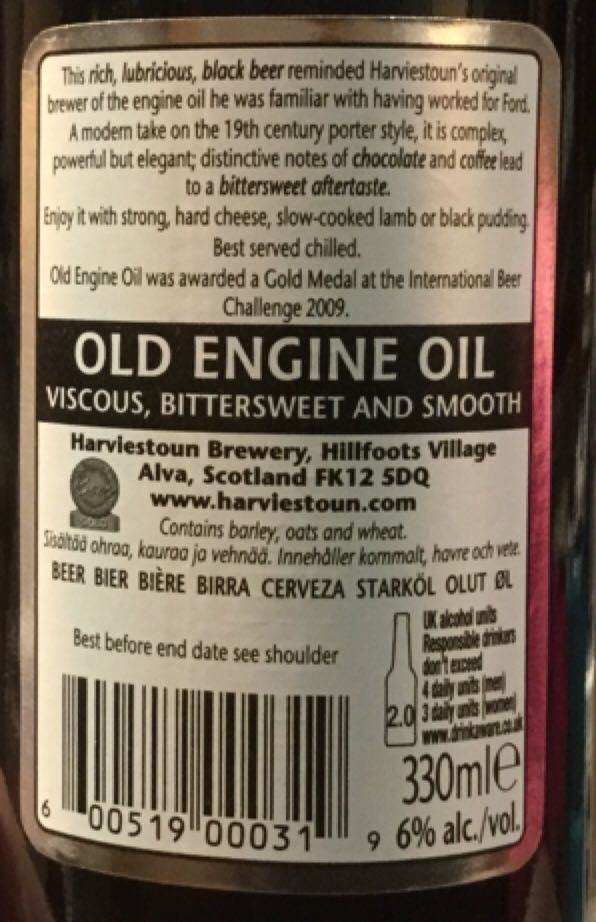 This rich, lubricious, black beer reminded Harviestoun's original
brewer of the engine oil he was familiar with having worked for Ford.
A modern take on the 19th century porter style, it is complex,
powerful but elegant; distinctive notes of chocolate and coffee lead
to a bittersweet aftertaste.
Enjoy it with strong, hard cheese, slow-cooked lamb or black pudding.
Best served chilled.
Old Engine Oil was awarded a Gold Medal at the International Beer
Challenge 2009.
OLD ENGINE OIL
VISCOUS, BITTERSWEET AND SMOOTH
Harviestoun Brewery, Hillfoots Village
Alva, Scotland FK12 5DQ
www.harviestoun.com
Contains barley, oats and wheat.
Sisältää ohraa, kauraa ja vehnää. Innehåller kornmalt, havre och vete.
BEER BIER BIÈRE BIRRA CERVEZA STARKÖL OLUT ØL
Best before end date see shoulder
UK alcohol units
Responsible drinkers
don't exceed
4 daily units (men)
2.0 3 daily units (women)
www.drinkaware.co.uk
330ml e
6% alc./vol.
6 00519 00031 9